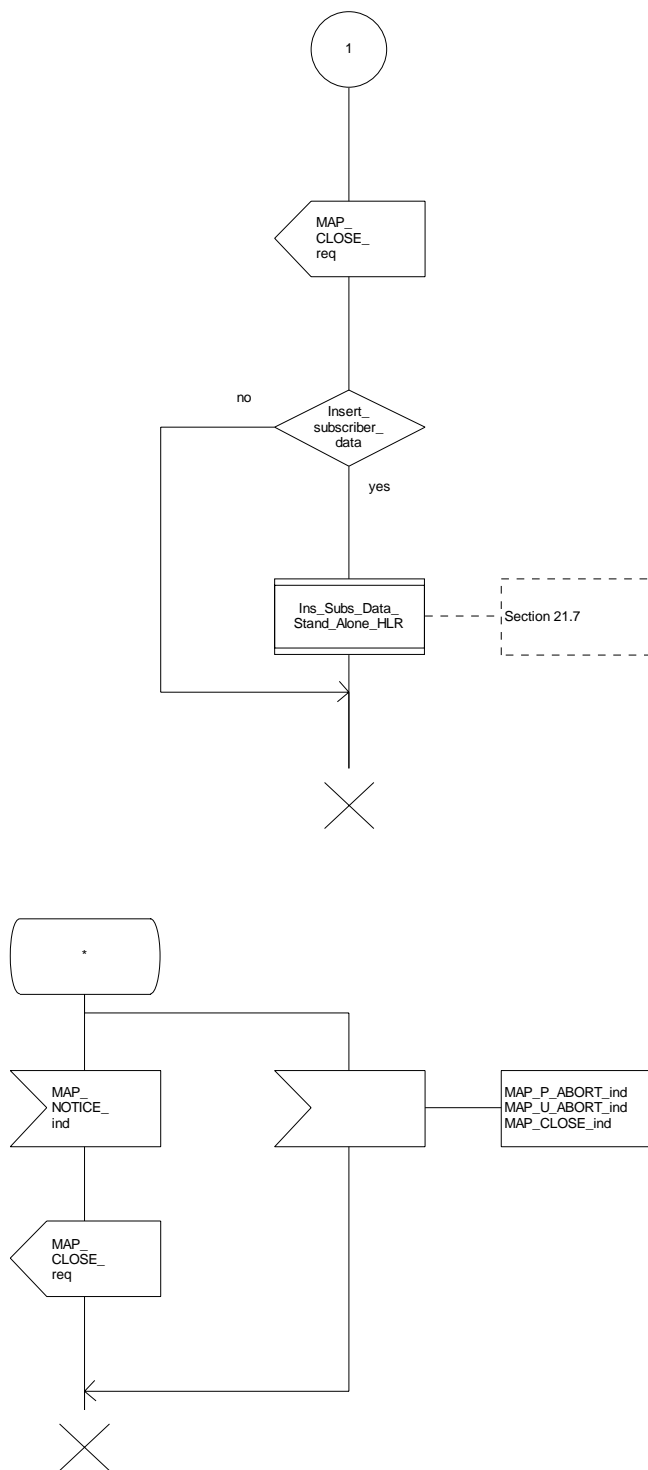 1
MAP_
CLOSE_
req
no
Insert_
subscriber_
data
yes
Ins_Subs_Data_
Stand_Alone_HLR
Section 21.7
*
MAP_
NOTICE_
ind
MAP_P_ABORT_ind
MAP_U_ABORT_ind
MAP_CLOSE_ind
MAP_
CLOSE_
req